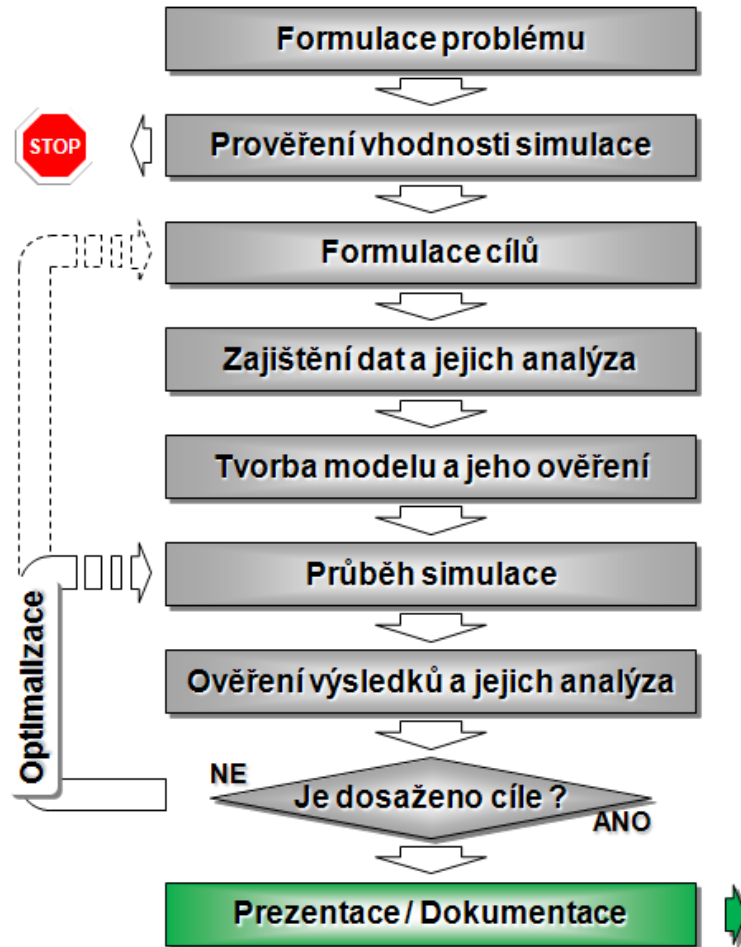 Formulace problému
STOP
Prověření vhodnosti simulace
Formulace cílů
Zajištění dat a jejich analýza
Tvorba modelu a jeho ověření
Průběh simulace
Optimalizace
Ověření výsledků a jejich analýza
NE
Je dosaženo cíle ?
ANO
Prezentace / Dokumentace